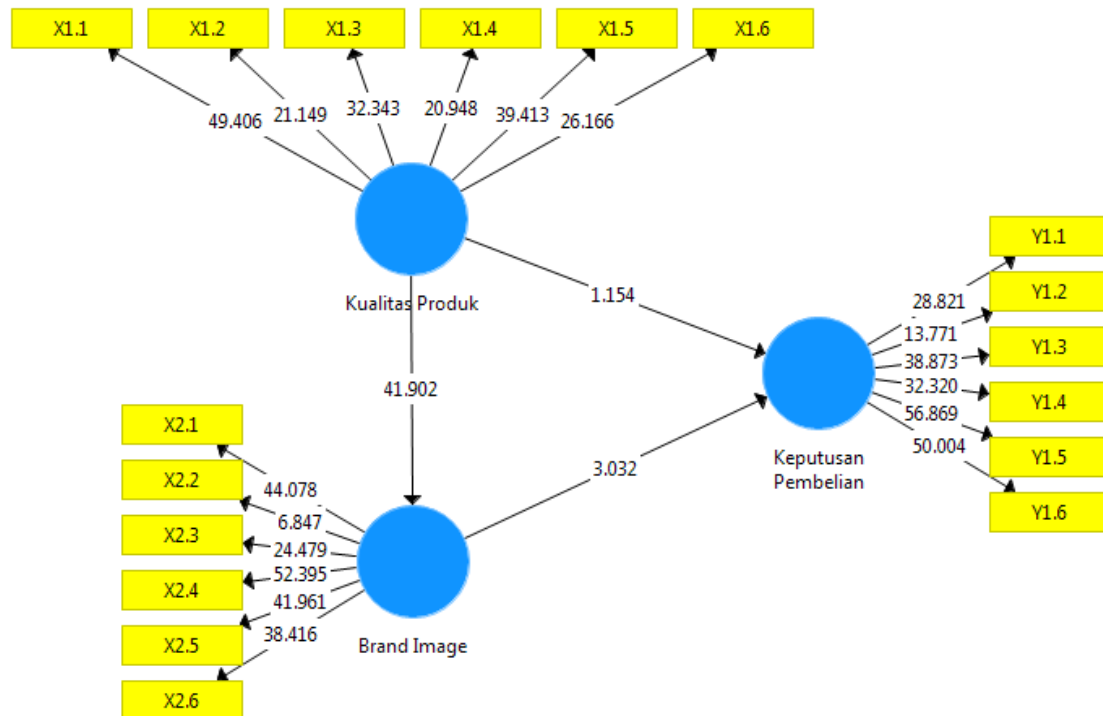 X1.1
X1.2
X1.3
X1.4
X1.5
X1.6
49.406
21.149
32.343
20.948
39.413
26.166
Kualitas Produk
1.154
41.902
Y1.1
Y1.2
Y1.3
Y1.4
Y1.5
Y1.6
28.821
13.771
38.873
32.320
56.869
50.004
Keputusan
Pembelian
3.032
X2.1
X2.2
X2.3
X2.4
X2.5
X2.6
44.078
6.847
24.479
52.395
41.961
38.416
Brand Image